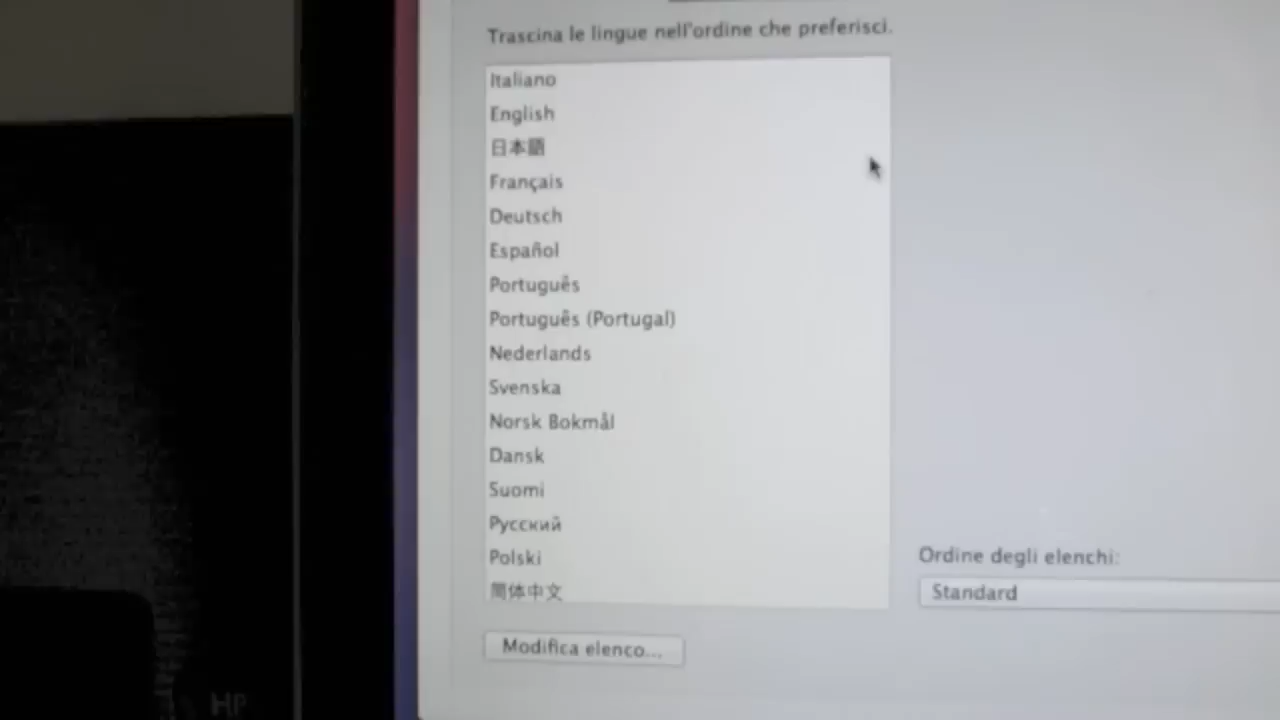 Trascina le lingue nell'ordine che preferisci.
Italiano
English
日本語
Français
Deutsch
Español
Português
Português (Portugal)
Nederlands
Svenska
Norsk Bokmål
Dansk
Suomi
Русский
Polski
简体中文
Ordine degli elenchi:
Standard
Modifica elenco...
HP